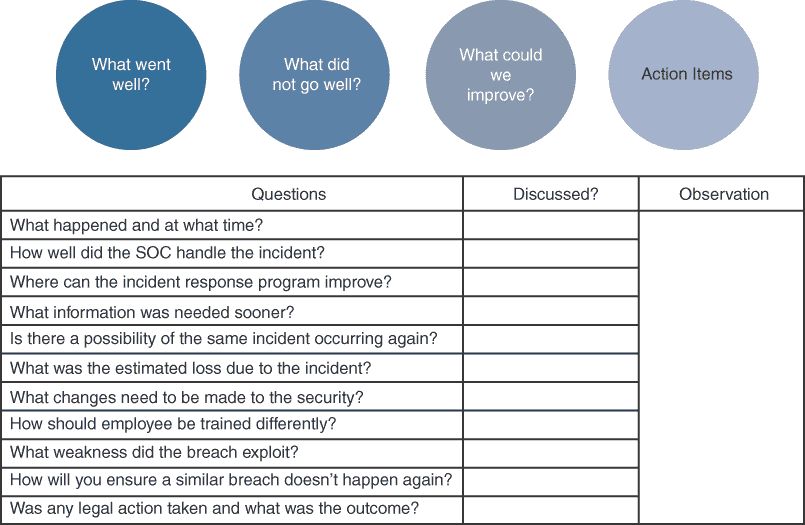 What went
well?
What did
not go well?
What could
we
improve?
Action Items
Questions Discussed? Observation
What happened and at what time?
How well did the SOC handle the incident?
Where can the incident response program improve?
What information was needed sooner?
Is there a possibility of the same incident occurring again?
What was the estimated loss due to the incident?
What changes need to be made to the security?
How should employee be trained differently?
What weakness did the breach exploit?
How will you ensure a similar breach doesn’t happen again?
Was any legal action taken and what was the outcome?